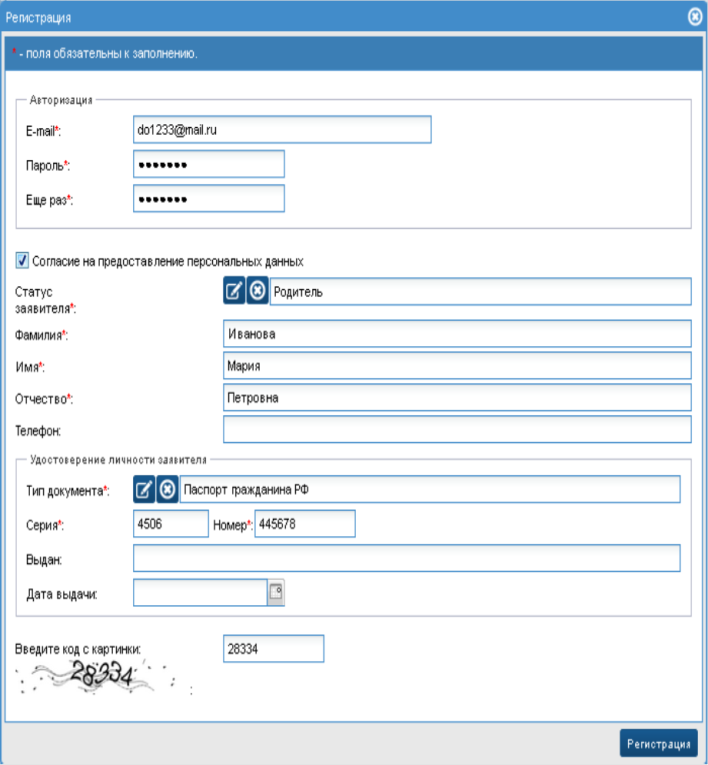 Регистрация
* - поля обязательны к заполнению.
Авторизация
E-mail*: do1233@mail.ru
Пароль*: •••••••
Еще раз*: •••••••
Согласие на предоставление персональных данных
Статус
заявителя*: Родитель
Фамилия*: Иванова
Имя*: Мария
Отчество*: Петровна
Телефон:
Удостоверение личности заявителя
Тип документа*: Паспорт гражданина РФ
Серия*: 4506 Номер*: 445678
Выдан:
Дата выдачи:
Введите код с картинки: 28334
28334
Регистрация